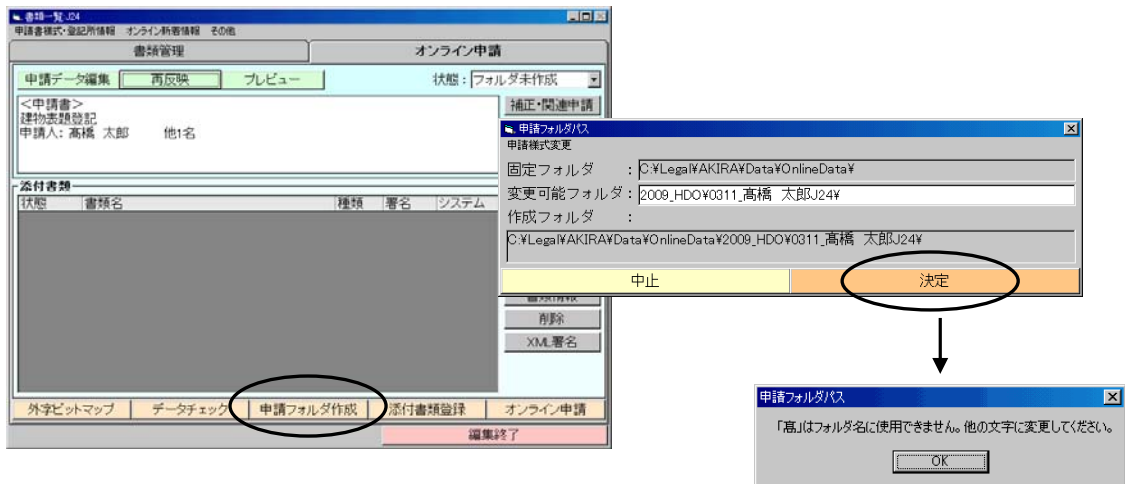 書類一覧 J24
申請書様式・登記所情報 オンライン新着情報 その他
書類管理 オンライン申請
申請データ編集 再反映 プレビュー 状態：フォルダ未作成
<申請書> 補正・関連申請
建物表題登記
申請人：髙橋 太郎 他1名
添付書類
状態 書類名 種類 署名 システム
削除
XML署名
外字ビットマップ データチェック 申請フォルダ作成 添付書類登録 オンライン申請
編集終了
申請フォルダパス
申請様式変更
固定フォルダ ：C:¥Legal¥AKIRA¥Data¥OnlineData¥
変更可能フォルダ：2009_HDO¥0311_髙橋 太郎J24¥
作成フォルダ ：
C:¥Legal¥AKIRA¥Data¥OnlineData¥2009_HDO¥0311_髙橋 太郎J24¥
中止 決定
申請フォルダパス
「髙」はフォルダ名に使用できません。他の文字に変更してください。
OK